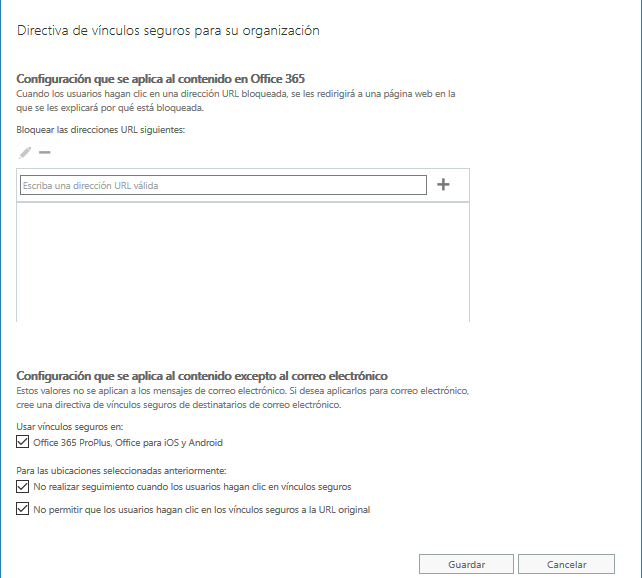 Directiva de vínculos seguros para su organización
Configuración que se aplica al contenido en Office 365
Cuando los usuarios hagan clic en una dirección URL bloqueada, se les redirigirá a una página web en la
que se les explicará por qué está bloqueada.
Bloquear las direcciones URL siguientes:
Escriba una dirección URL válida
Configuración que se aplica al contenido excepto al correo electrónico
Estos valores no se aplican a los mensajes de correo electrónico. Si desea aplicarlos para correo electrónico,
cree una directiva de vínculos seguros de destinatarios de correo electrónico.
Usar vínculos seguros en:
Office 365 ProPlus, Office para iOS y Android
Para las ubicaciones seleccionadas anteriormente:
No realizar seguimiento cuando los usuarios hagan clic en vínculos seguros
No permitir que los usuarios hagan clic en los vínculos seguros a la URL original
Guardar Cancelar